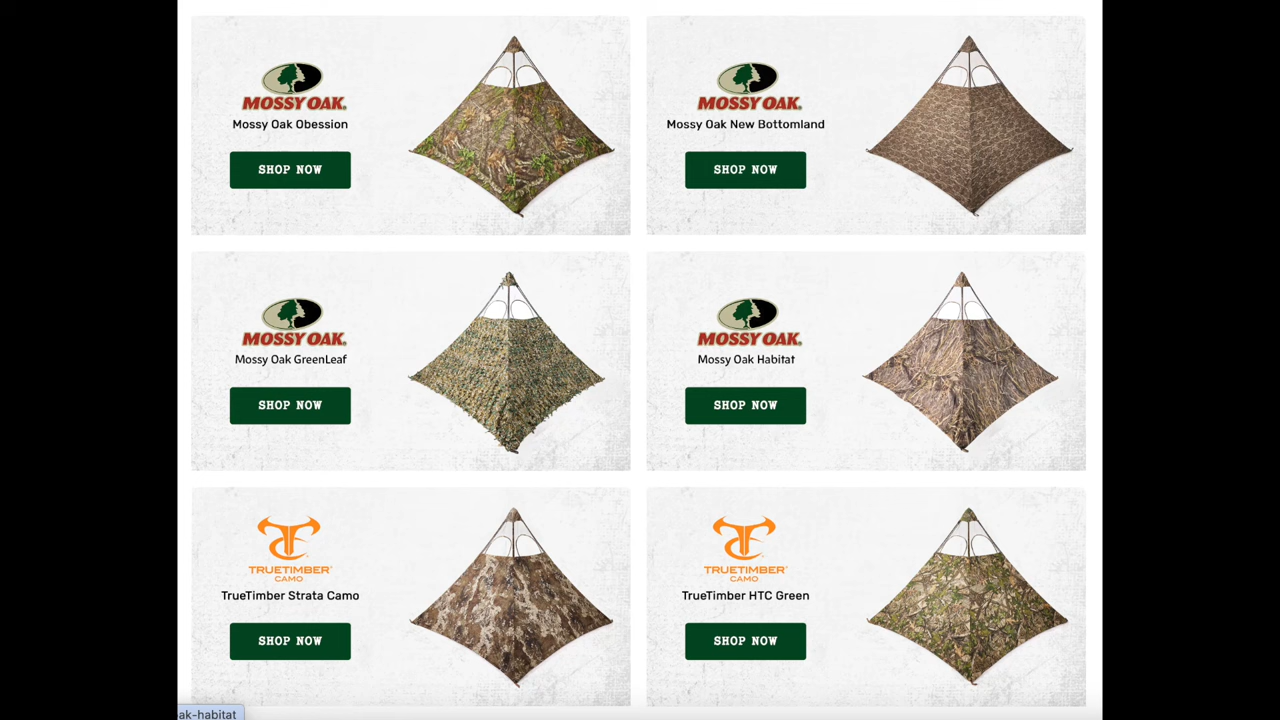 MOSSY OAK.
Mossy Oak Obession
SHOP NOW
MOSSY OAK.
Mossy Oak New Bottomland
SHOP NOW
MOSSY OAK.
Mossy Oak GreenLeaf
SHOP NOW
MOSSY OAK.
Mossy Oak Habitat
SHOP NOW
TRUETIMBER
CAMO
TrueTimber Strata Camo
SHOP NOW
TRUETIMBER
CAMO
TrueTimber HTC Green
SHOP NOW
ak-habitat